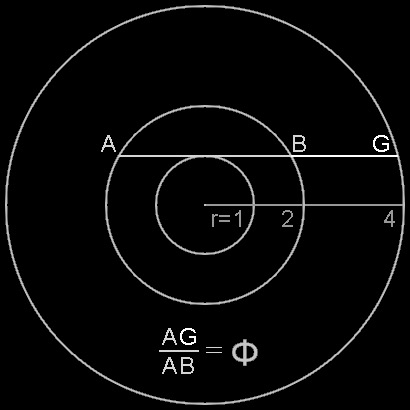 A B G
r=1 2 4
AG
AB = Φ